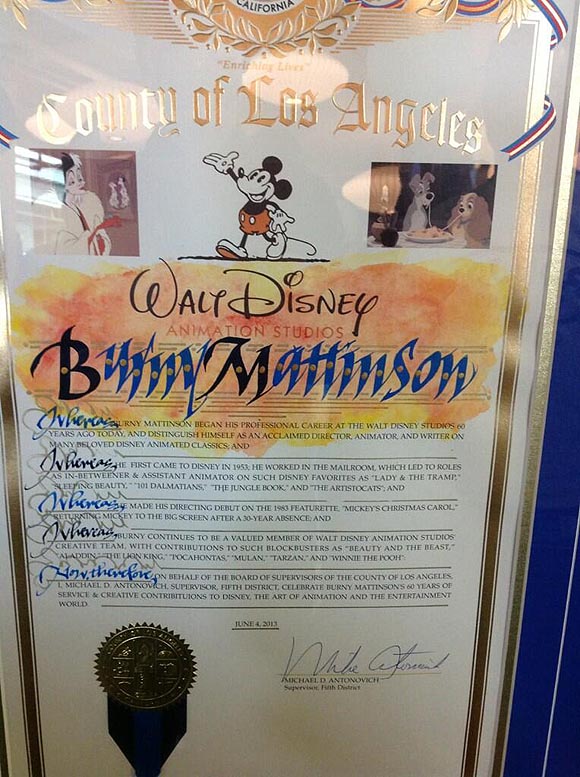 CALIFORNIA
"Enriching Lives"
County of Los Angeles
WALT DISNEY
ANIMATION STUDIOS
Burny Mattinson
Whereas, BURNY MATTINSON BEGAN HIS PROFESSIONAL CAREER AT THE WALT DISNEY STUDIOS 60
YEARS AGO TODAY, AND DISTINGUISH HIMSELF AS AN ACCLAIMED DIRECTOR, ANIMATOR, AND WRITER ON
MANY BELOVED DISNEY ANIMATED CLASSICS; AND
Whereas, HE FIRST CAME TO DISNEY IN 1953; HE WORKED IN THE MAILROOM, WHICH LED TO ROLES
AS IN-BETWEENER & ASSISTANT ANIMATOR ON SUCH DISNEY FAVORITES AS "LADY & THE TRAMP,"
"SLEEPING BEAUTY," "101 DALMATIANS," "THE JUNGLE BOOK," AND "THE ARTISTOCATS"; AND
Whereas, HE MADE HIS DIRECTING DEBUT ON THE 1983 FEATURETTE, "MICKEY'S CHRISTMAS CAROL,"
RETURNING MICKEY TO THE BIG SCREEN AFTER A 30-YEAR ABSENCE; AND
Whereas, BURNY CONTINUES TO BE A VALUED MEMBER OF WALT DISNEY ANIMATION STUDIOS'
CREATIVE TEAM, WITH CONTRIBUTIONS TO SUCH BLOCKBUSTERS AS "BEAUTY AND THE BEAST,"
"ALADDIN," "THE LION KING," "POCAHONTAS," "MULAN," "TARZAN," AND "WINNIE THE POOH":
Now, therefore, ON BEHALF OF THE BOARD OF SUPERVISORS OF THE COUNTY OF LOS ANGELES,
I, MICHAEL D. ANTONOVICH, SUPERVISOR, FIFTH DISTRICT, CELEBRATE BURNY MATTINSON'S 60 YEARS OF
SERVICE & CREATIVE CONTRIBUITIONS TO DISNEY, THE ART OF ANIMATION AND THE ENTERTAINMENT
WORLD.
JUNE 4, 2013
Mike Antonovich
MICHAEL D. ANTONOVICH
Supervisor, Fifth District